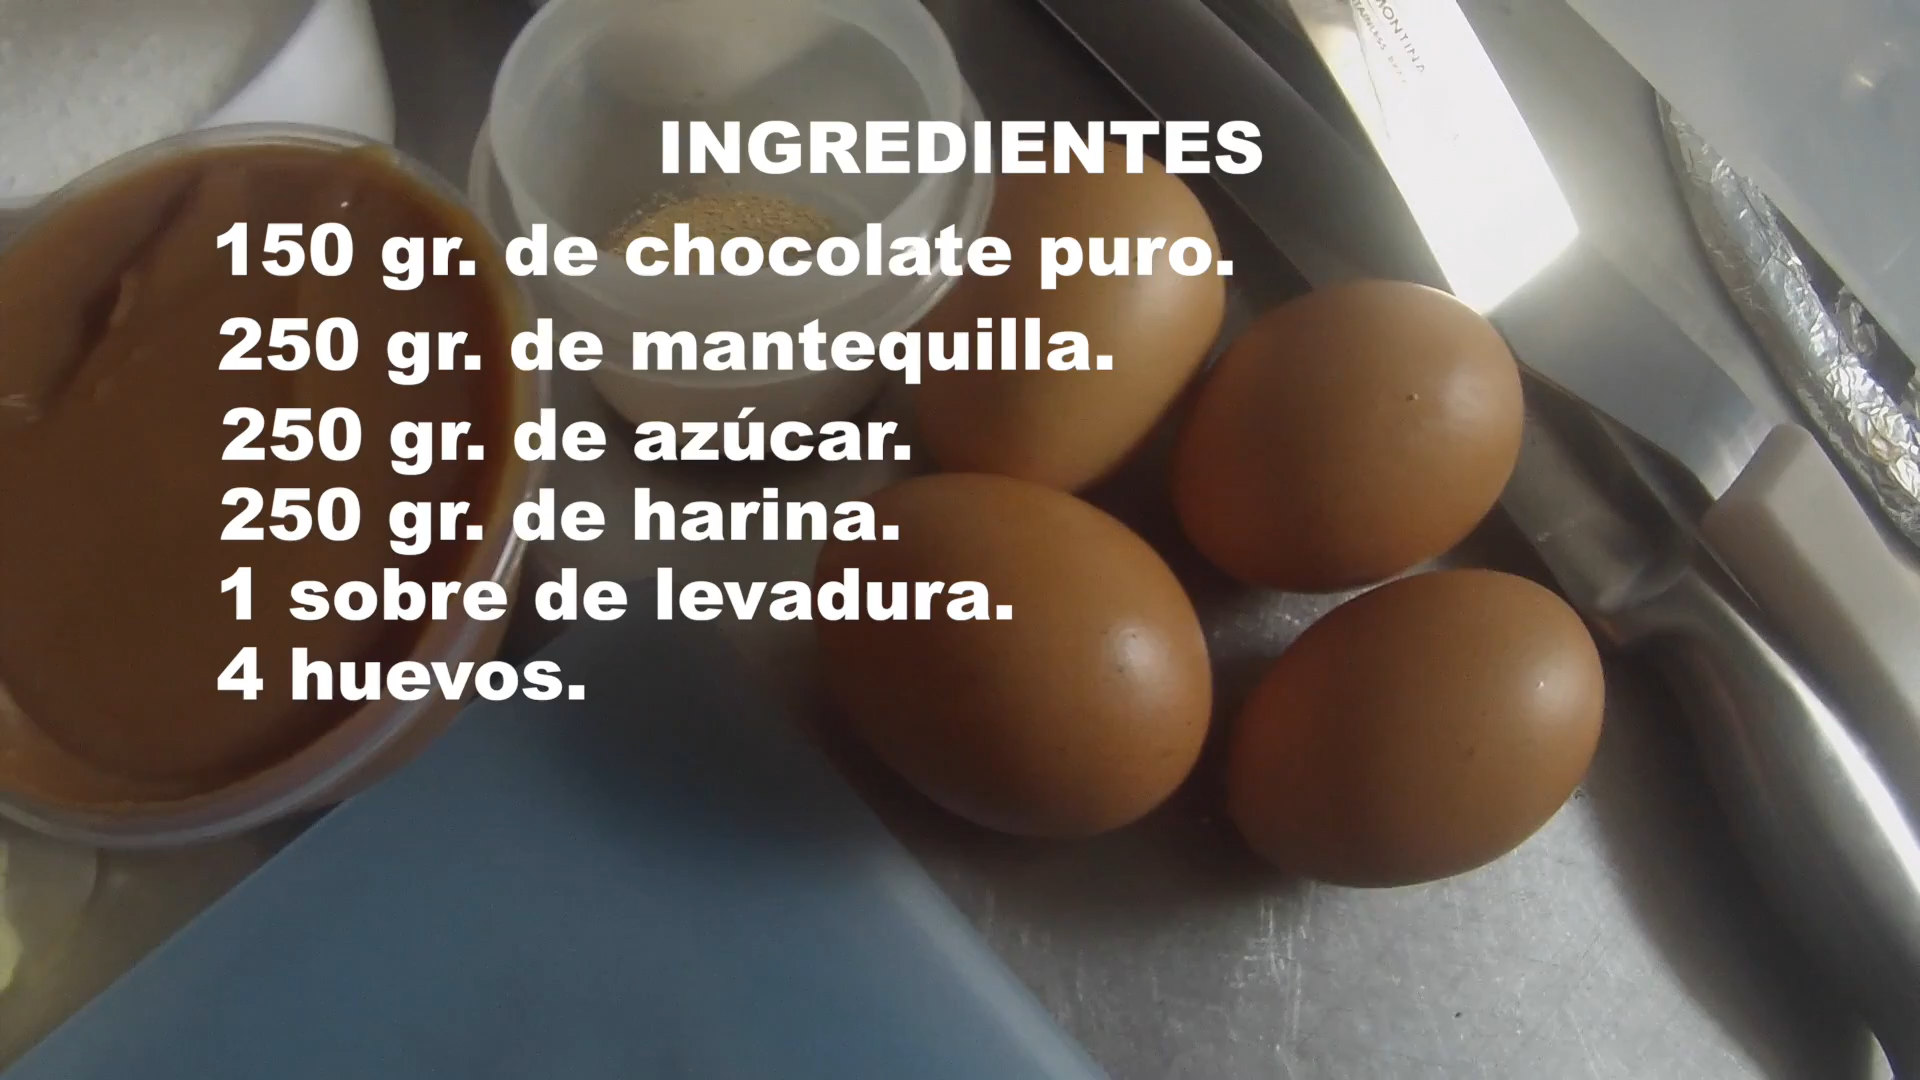 INGREDIENTES
150 gr. de chocolate puro.
250 gr. de mantequilla.
250 gr. de azúcar.
250 gr. de harina.
1 sobre de levadura.
4 huevos.